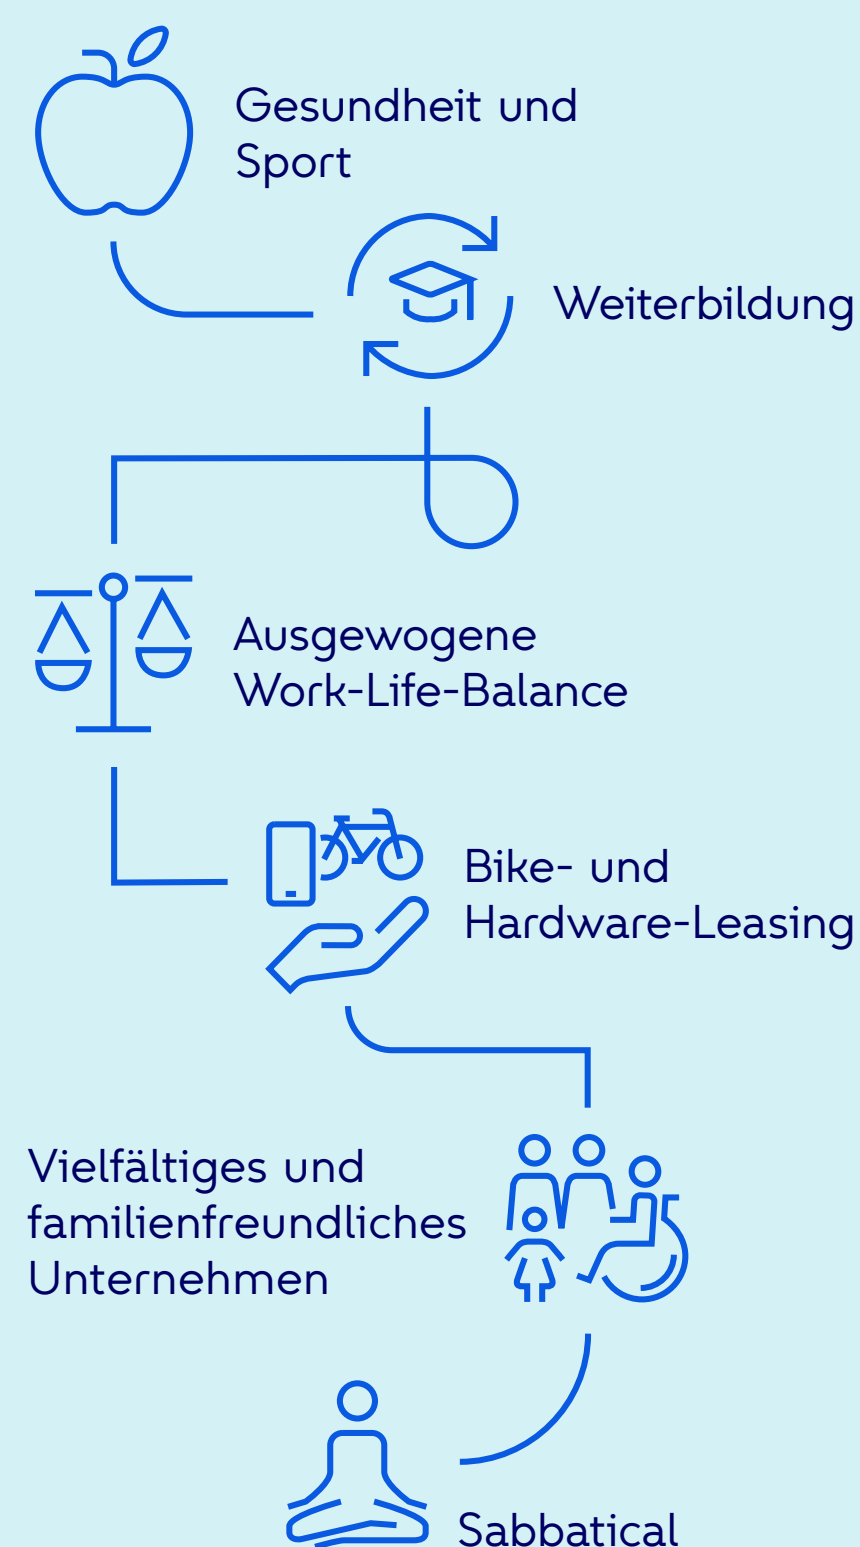 Gesundheit und
Sport
Weiterbildung
Ausgewogene
Work-Life-Balance
Bike- und
Hardware-Leasing
Vielfältiges und
familienfreundliches
Unternehmen
Sabbatical